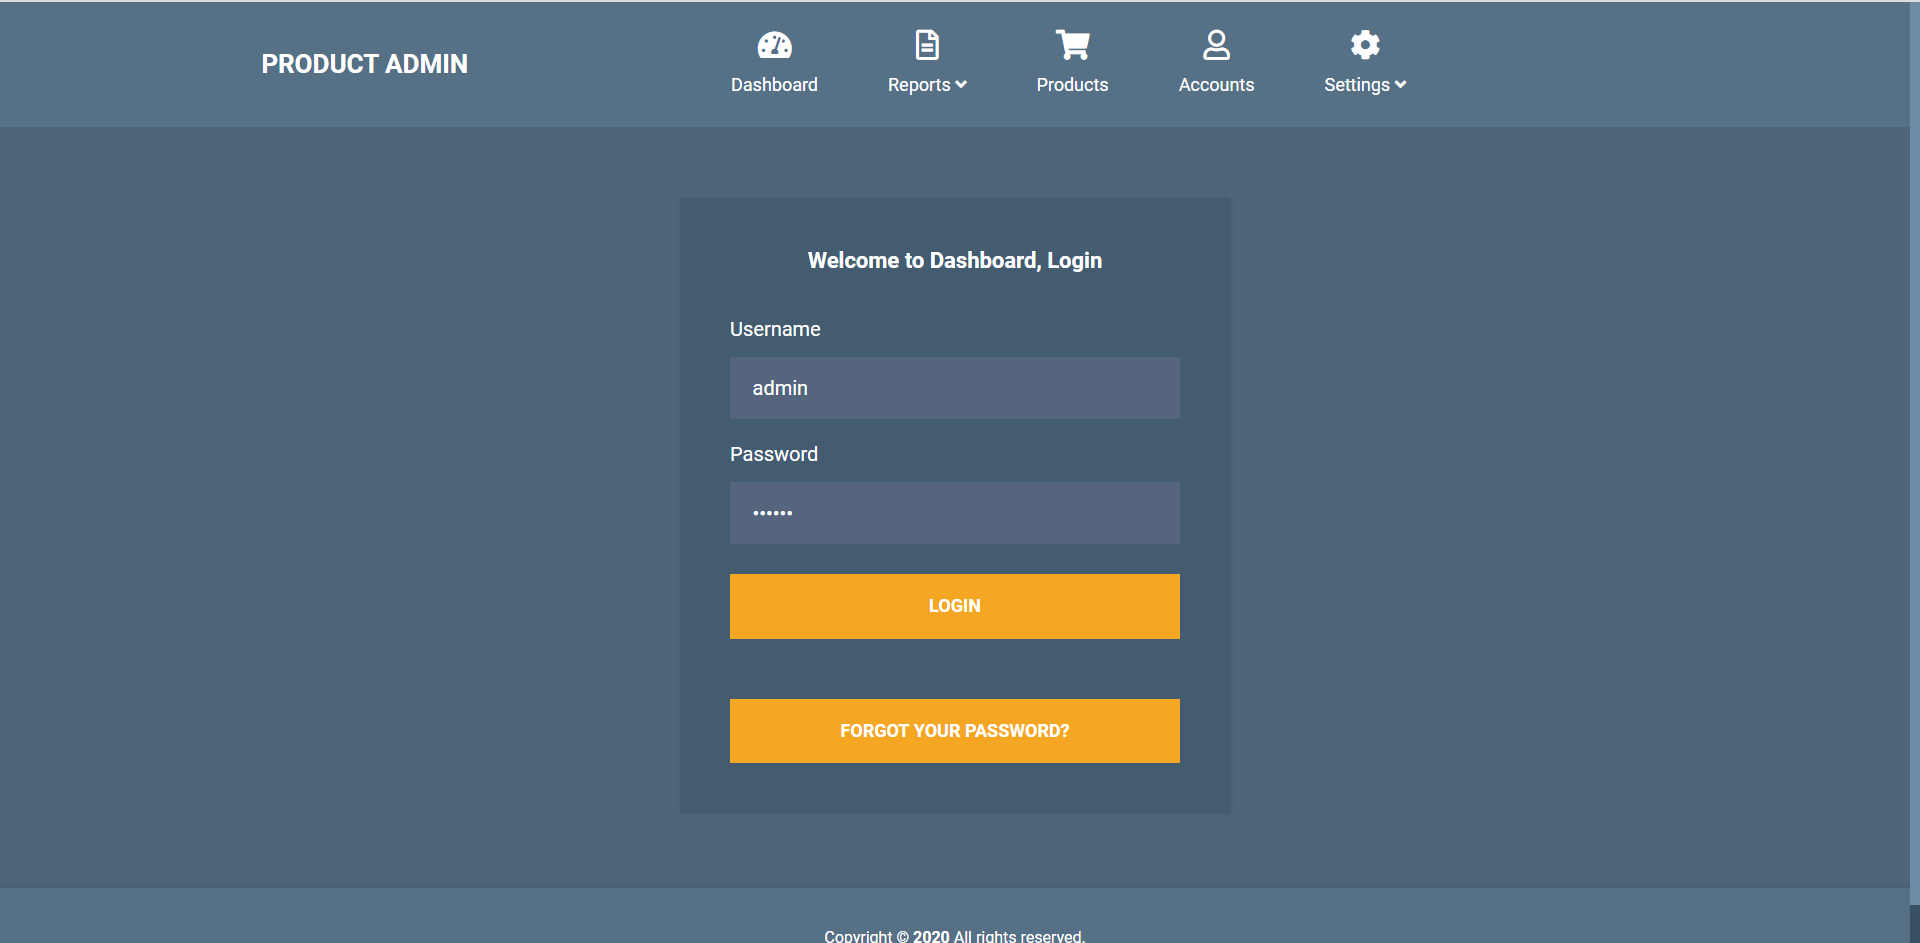 PRODUCT ADMIN
Dashboard
Reports
Products
Accounts
Settings
Welcome to Dashboard, Login
Username
admin
Password
••••••
LOGIN
FORGOT YOUR PASSWORD?
Copyright © 2020 All rights reserved.